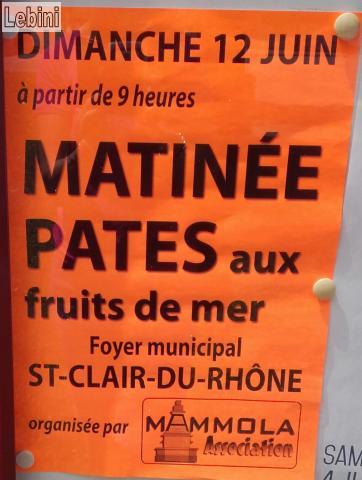 Lebini
DIMANCHE 12 JUIN
à partir de 9 heures
MATINÉE
PATES aux
fruits de mer
Foyer municipal
ST-CLAIR-DU-RHÔNE
organisée par
MAMMOLA
Association
SAM